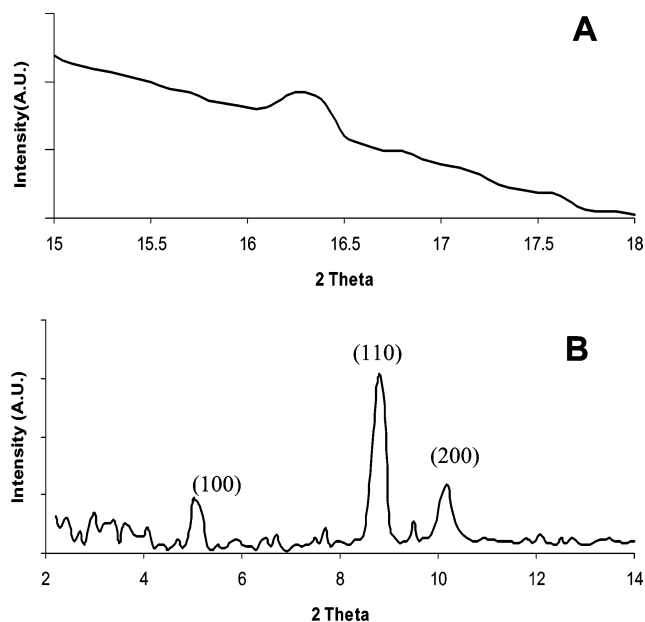 A
Intensity(A.U.)
15 15.5 16 16.5 17 17.5 18
2 Theta
B
(110)
(200)
(100)
Intensity (A.U.)
2 4 6 8 10 12 14
2 Theta